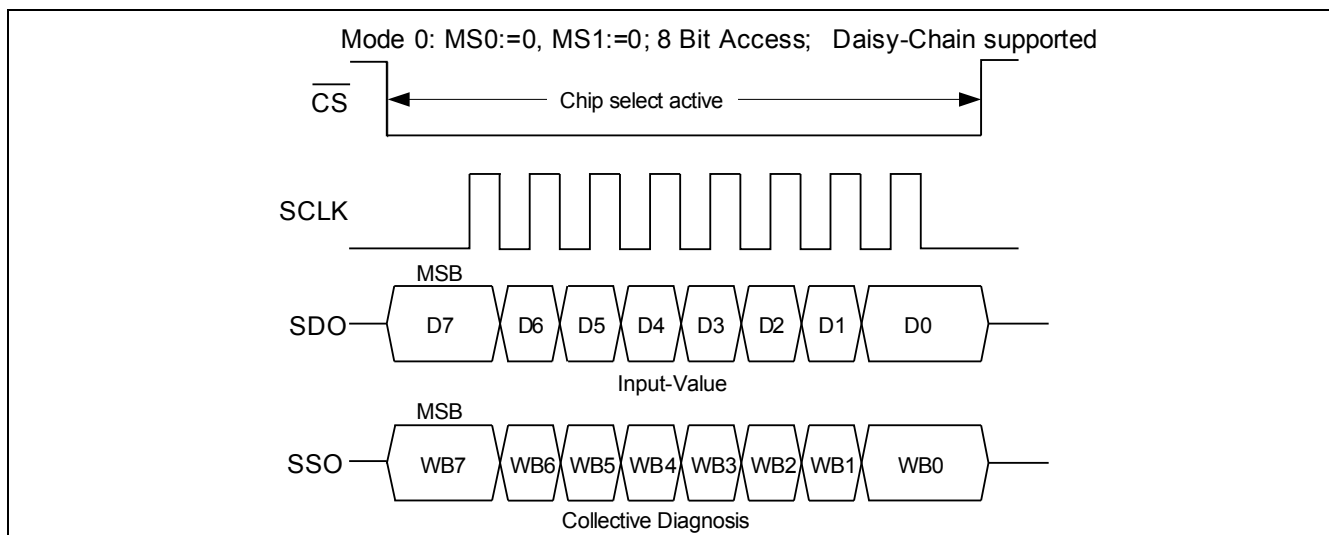 Mode 0: MS0:=0, MS1:=0; 8 Bit Access; Daisy-Chain supported
CS
Chip select active
SCLK
MSB
SDO
D7 D6 D5 D4 D3 D2 D1 D0
Input-Value
MSB
SSO
WB7 WB6 WB5 WB4 WB3 WB2 WB1 WB0
Collective Diagnosis